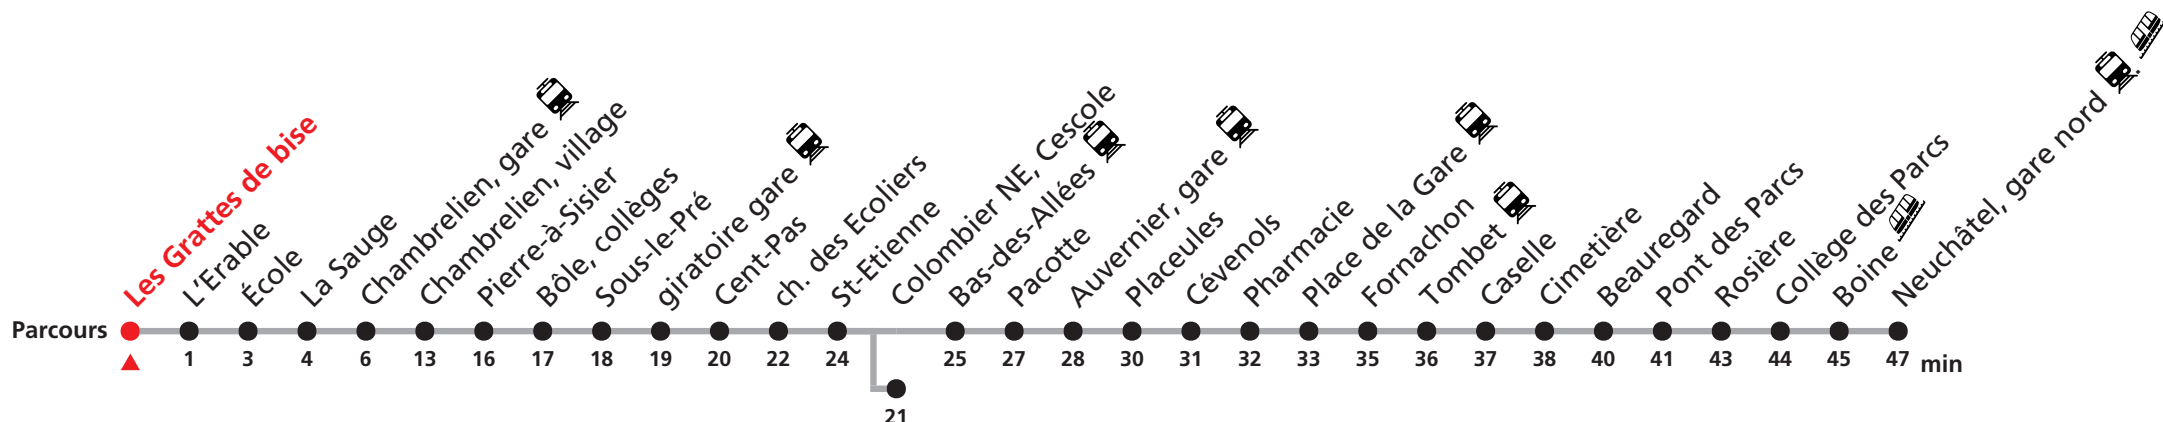 Les Grattes de bise
L'Erable
École
La Sauge
Chambrelien, gare
Chambrelien, village
Pierre-à-Sisier
Bôle, collèges
Sous-le-Pré
giratoire gare
Cent-Pas
ch. des Ecoliers
St-Etienne
Colombier NE, Cescole
Bas-des-Allées
Pacotte
Auvernier, gare
Placeules
Cévenols
Pharmacie
Place de la Gare
Fornachon
Tombet
Caselle
Cimetière
Beauregard
Pont des Parcs
Rosière
Collège des Parcs
Boine
Neuchâtel, gare nord
Parcours
1 3 4 6 13 16 17 18 19 20 22 24 25 27 28 30 31 32 33 35 36 37 38 40 41 43 44 45 47 min
21